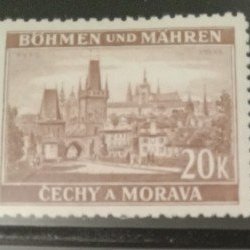 BÖHMEN UND MÄHREN
20K
ČECHY A MORAVA